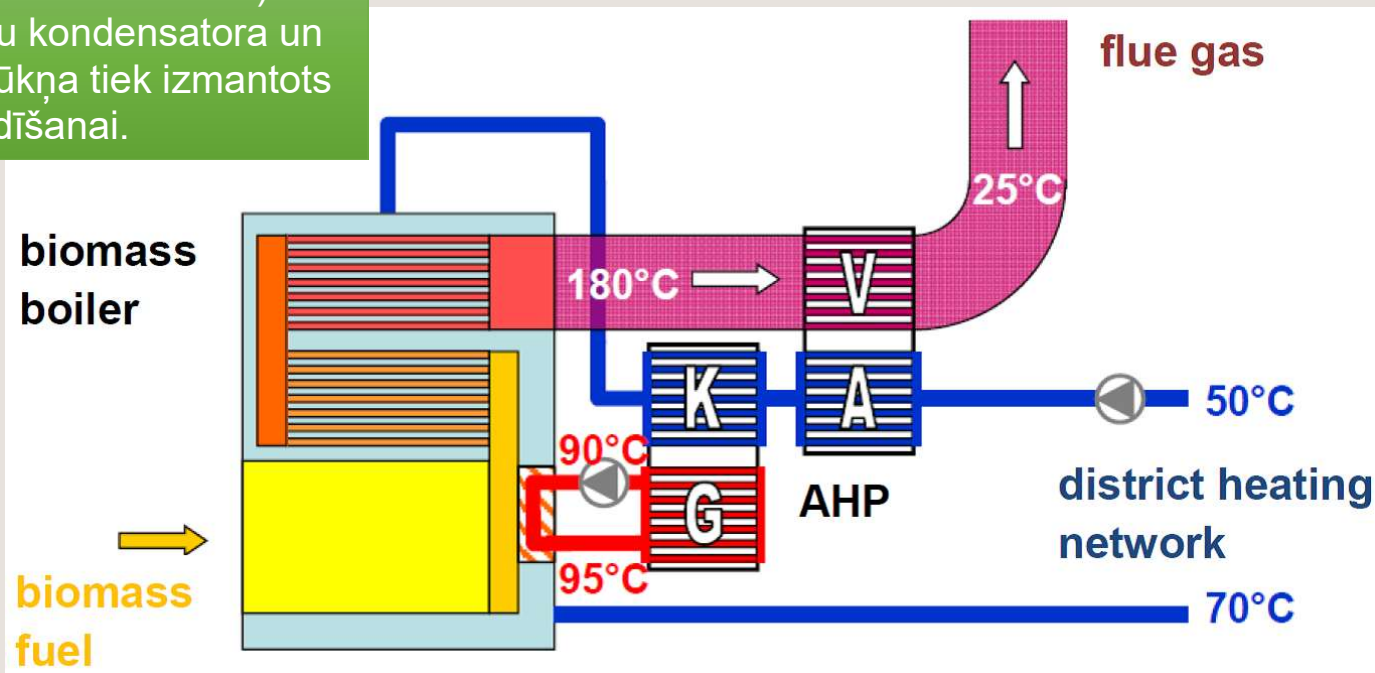 u kondensatora un
ūkņa tiek izmantots
dīšanai.
flue gas
25°C
biomass
boiler
180°C
V
K
A
50°C
90°C
G
AHP
district heating
network
95°C
biomass
fuel
70°C